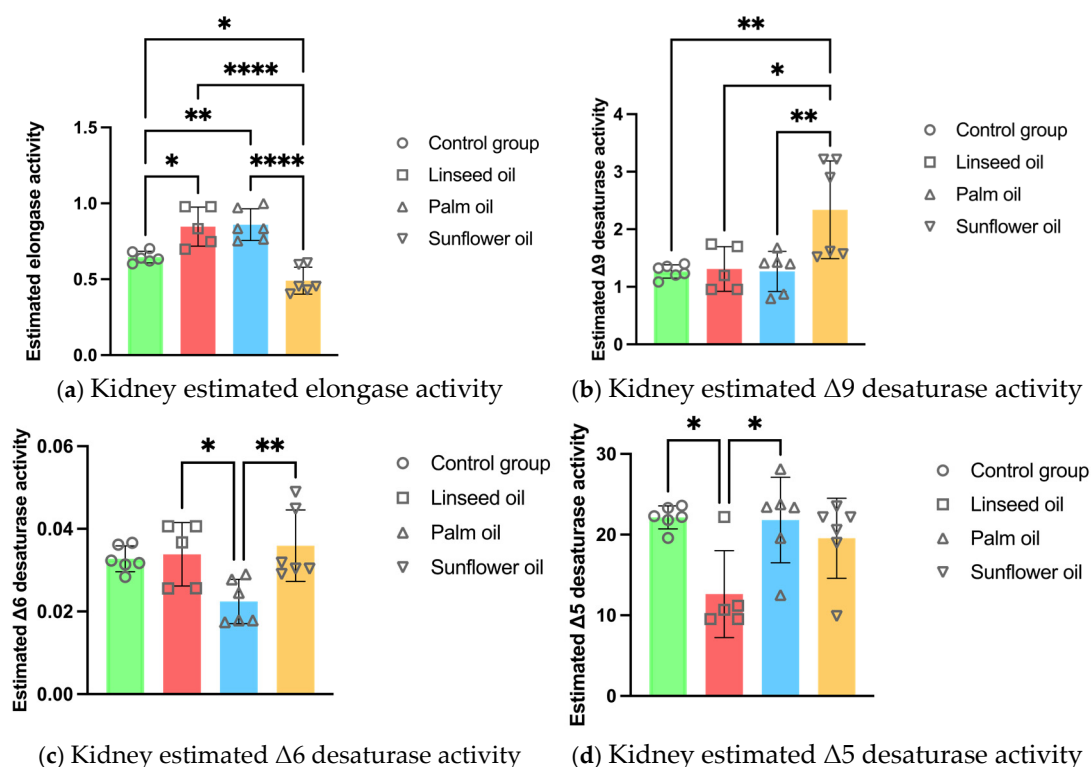 *
****
**
*
****
Estimated elongase activity
1.5
1.0
0.5
0.0
Control group
Linseed oil
Palm oil
Sunflower oil
(a) Kidney estimated elongase activity
**
*
**
Estimated Δ9 desaturase activity
4
3
2
1
0
Control group
Linseed oil
Palm oil
Sunflower oil
(b) Kidney estimated Δ9 desaturase activity
*
**
Estimated Δ6 desaturase activity
0.06
0.04
0.02
0.00
Control group
Linseed oil
Palm oil
Sunflower oil
(c) Kidney estimated Δ6 desaturase activity
*
*
Estimated Δ5 desaturase activity
30
20
10
0
Control group
Linseed oil
Palm oil
Sunflower oil
(d) Kidney estimated Δ5 desaturase activity